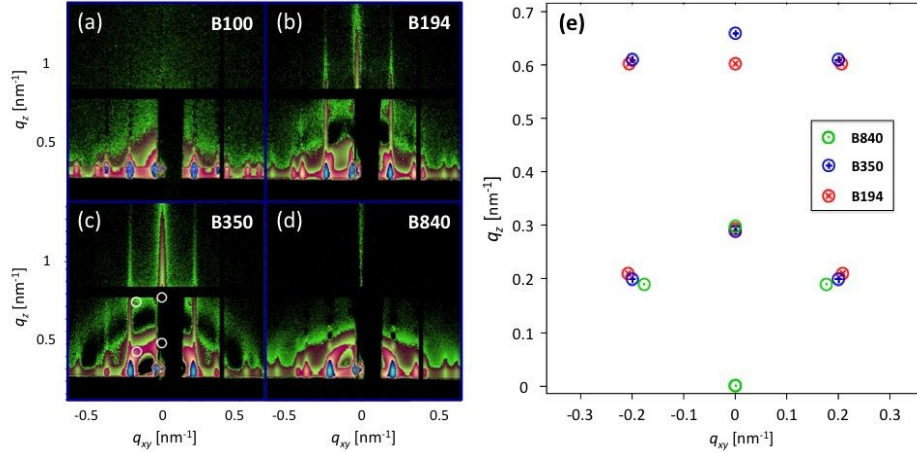 (a) B100
(b) B194
(c) B350
(d) B840
1
0.5
1
0.5
q_z [nm⁻¹]
q_z [nm⁻¹]
-0.5 0 0.5
-0.5 0 0.5
q_xy [nm⁻¹]
q_xy [nm⁻¹]
(e)
0.7
0.6
0.5
0.4
0.3
0.2
0.1
0
q_z [nm⁻¹]
B840
B350
B194
-0.3 -0.2 -0.1 0 0.1 0.2 0.3
q_xy [nm⁻¹]